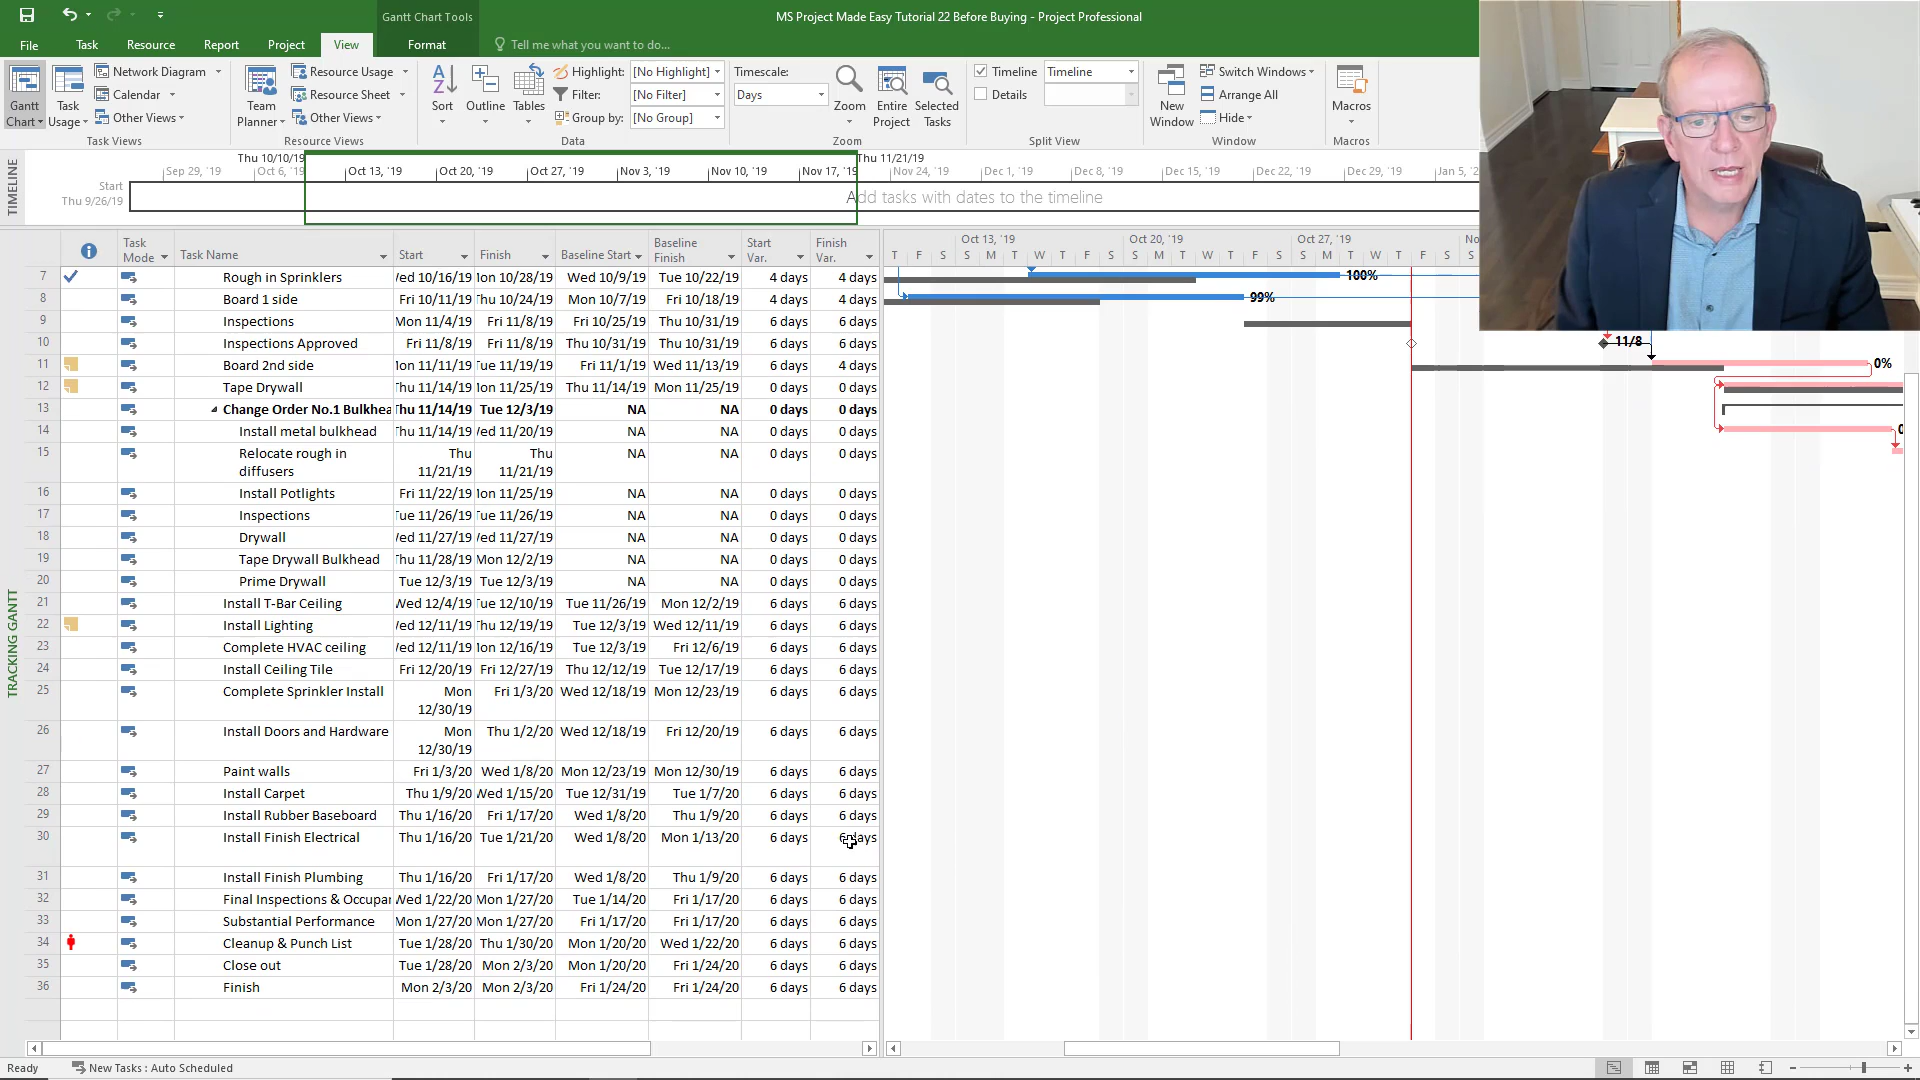 Gantt Chart Tools
MS Project Made Easy Tutorial 22 Before Buying - Project Professional
File Task Resource Report Project View Format Tell me what you want to do...
Gantt Chart
Task Usage
Network Diagram
Calendar
Other Views
Task Views
Team Planner
Resource Usage
Resource Sheet
Other Views
Resource Views
Sort
Outline
Tables
Highlight: [No Highlight]
Filter: [No Filter]
Group by: [No Group]
Data
Timescale:
Days
Zoom
Entire Project
Selected Tasks
Zoom
Timeline Timeline
Details
Split View
New Window
Switch Windows
Arrange All
Hide
Window
Macros
Macros
TIMELINE
Thu 10/10/19 Thu 11/21/19
Sep 29, '19 Oct 6, Oct 13, '19 Oct 20, '19 Oct 27, '19 Nov 3, '19 Nov 10, '19 Nov 17, '19 Nov 24, '19 Dec 1, '19 Dec 8, '19 Dec 15, '19 Dec 22, '19 Dec 29, '19 Jan 5,
Start
Thu 9/26/19
Add tasks with dates to the timeline
TRACKING GANTT
Task Mode Task Name Start Finish Baseline Start Baseline Finish Start Var. Finish Var.
Oct 13, '19 Oct 20, '19 Oct 27, '19 No
T F S S M T W T F S S M T W T F S S M T W T F S S
7 Rough in Sprinklers Ved 10/16/19 Ion 10/28/19 Wed 10/9/19 Tue 10/22/19 4 days 4 days 100%
8 Board 1 side Fri 10/11/19 Thu 10/24/19 Mon 10/7/19 Fri 10/18/19 4 days 4 days 99%
9 Inspections Mon 11/4/19 Fri 11/8/19 Fri 10/25/19 Thu 10/31/19 6 days 6 days
10 Inspections Approved Fri 11/8/19 Fri 11/8/19 Thu 10/31/19 Thu 10/31/19 6 days 6 days 11/8
11 Board 2nd side Mon 11/11/19 Tue 11/19/19 Fri 11/1/19 Wed 11/13/19 6 days 4 days 0%
12 Tape Drywall Thu 11/14/19 Mon 11/25/19 Thu 11/14/19 Mon 11/25/19 0 days 0 days
13 Change Order No.1 Bulkhea Thu 11/14/19 Tue 12/3/19 NA NA 0 days 0 days
14 Install metal bulkhead Thu 11/14/19 Ved 11/20/19 NA NA 0 days 0 days
15 Relocate rough in diffusers Thu 11/21/19 Thu 11/21/19 NA NA 0 days 0 days
16 Install Potlights Fri 11/22/19 Ion 11/25/19 NA NA 0 days 0 days
17 Inspections Tue 11/26/19 Tue 11/26/19 NA NA 0 days 0 days
18 Drywall Ved 11/27/19 Ved 11/27/19 NA NA 0 days 0 days
19 Tape Drywall Bulkhead Thu 11/28/19 Mon 12/2/19 NA NA 0 days 0 days
20 Prime Drywall Tue 12/3/19 Tue 12/3/19 NA NA 0 days 0 days
21 Install T-Bar Ceiling Wed 12/4/19 Tue 12/10/19 Tue 11/26/19 Mon 12/2/19 6 days 6 days
22 Install Lighting Ved 12/11/19 Thu 12/19/19 Tue 12/3/19 Wed 12/11/19 6 days 6 days
23 Complete HVAC ceiling Ved 12/11/19 Mon 12/16/19 Tue 12/3/19 Fri 12/6/19 6 days 6 days
24 Install Ceiling Tile Fri 12/20/19 Fri 12/27/19 Thu 12/12/19 Tue 12/17/19 6 days 6 days
25 Complete Sprinkler Install Mon 12/30/19 Fri 1/3/20 Wed 12/18/19 Mon 12/23/19 6 days 6 days
26 Install Doors and Hardware Mon 12/30/19 Thu 1/2/20 Wed 12/18/19 Fri 12/20/19 6 days 6 days
27 Paint walls Fri 1/3/20 Wed 1/8/20 Mon 12/23/19 Mon 12/30/19 6 days 6 days
28 Install Carpet Thu 1/9/20 Wed 1/15/20 Tue 12/31/19 Tue 1/7/20 6 days 6 days
29 Install Rubber Baseboard Thu 1/16/20 Fri 1/17/20 Wed 1/8/20 Thu 1/9/20 6 days 6 days
30 Install Finish Electrical Thu 1/16/20 Tue 1/21/20 Wed 1/8/20 Mon 1/13/20 6 days 6 days
31 Install Finish Plumbing Thu 1/16/20 Fri 1/17/20 Wed 1/8/20 Thu 1/9/20 6 days 6 days
32 Final Inspections & Occupar Wed 1/22/20 Mon 1/27/20 Tue 1/14/20 Fri 1/17/20 6 days 6 days
33 Substantial Performance Mon 1/27/20 Mon 1/27/20 Fri 1/17/20 Fri 1/17/20 6 days 6 days
34 Cleanup & Punch List Tue 1/28/20 Thu 1/30/20 Mon 1/20/20 Wed 1/22/20 6 days 6 days
35 Close out Tue 1/28/20 Mon 2/3/20 Mon 1/20/20 Fri 1/24/20 6 days 6 days
36 Finish Mon 2/3/20 Mon 2/3/20 Fri 1/24/20 Fri 1/24/20 6 days 6 days
Ready New Tasks : Auto Scheduled